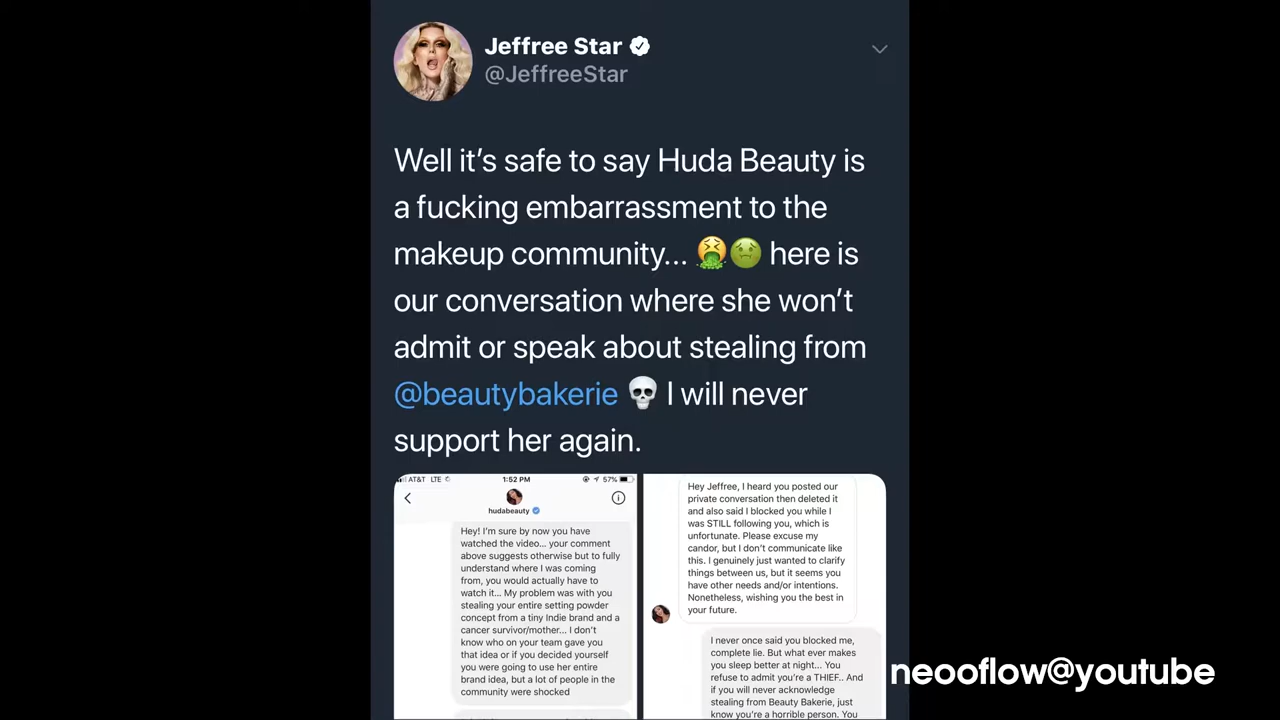 Jeffree Star
@JeffreeStar
Well it’s safe to say Huda Beauty is
a fucking embarrassment to the
makeup community... 🤮🤢 here is
our conversation where she won’t
admit or speak about stealing from
@beautybakerie 💀 I will never
support her again.
AT&T LTE 1:52 PM 57%
hudabeauty
Hey! I’m sure by now you have
watched the video... your comment
above suggests otherwise but to fully
understand where I was coming
from, you would actually have to
watch it... My problem was with you
stealing your entire setting powder
concept from a tiny Indie brand and a
cancer survivor/mother... I don’t
know who on your team gave you
that idea or if you decided yourself
you were going to use her entire
brand idea, but a lot of people in the
community were shocked
Hey Jeffree, I heard you posted our
private conversation then deleted it
and also said I blocked you while I
was STILL following you, which is
unfortunate. Please excuse my
candor, but I don’t communicate like
this. I genuinely just wanted to clarify
things between us, but it seems you
have other needs and/or intentions.
Nonetheless, wishing you the best in
your future.
I never once said you blocked me,
complete lie. But what ever makes
you sleep better at night... You
refuse to admit you’re a THIEF.. And
if you will never acknowledge
stealing from Beauty Bakerie, just
know you’re a horrible person. You
neooflow@youtube